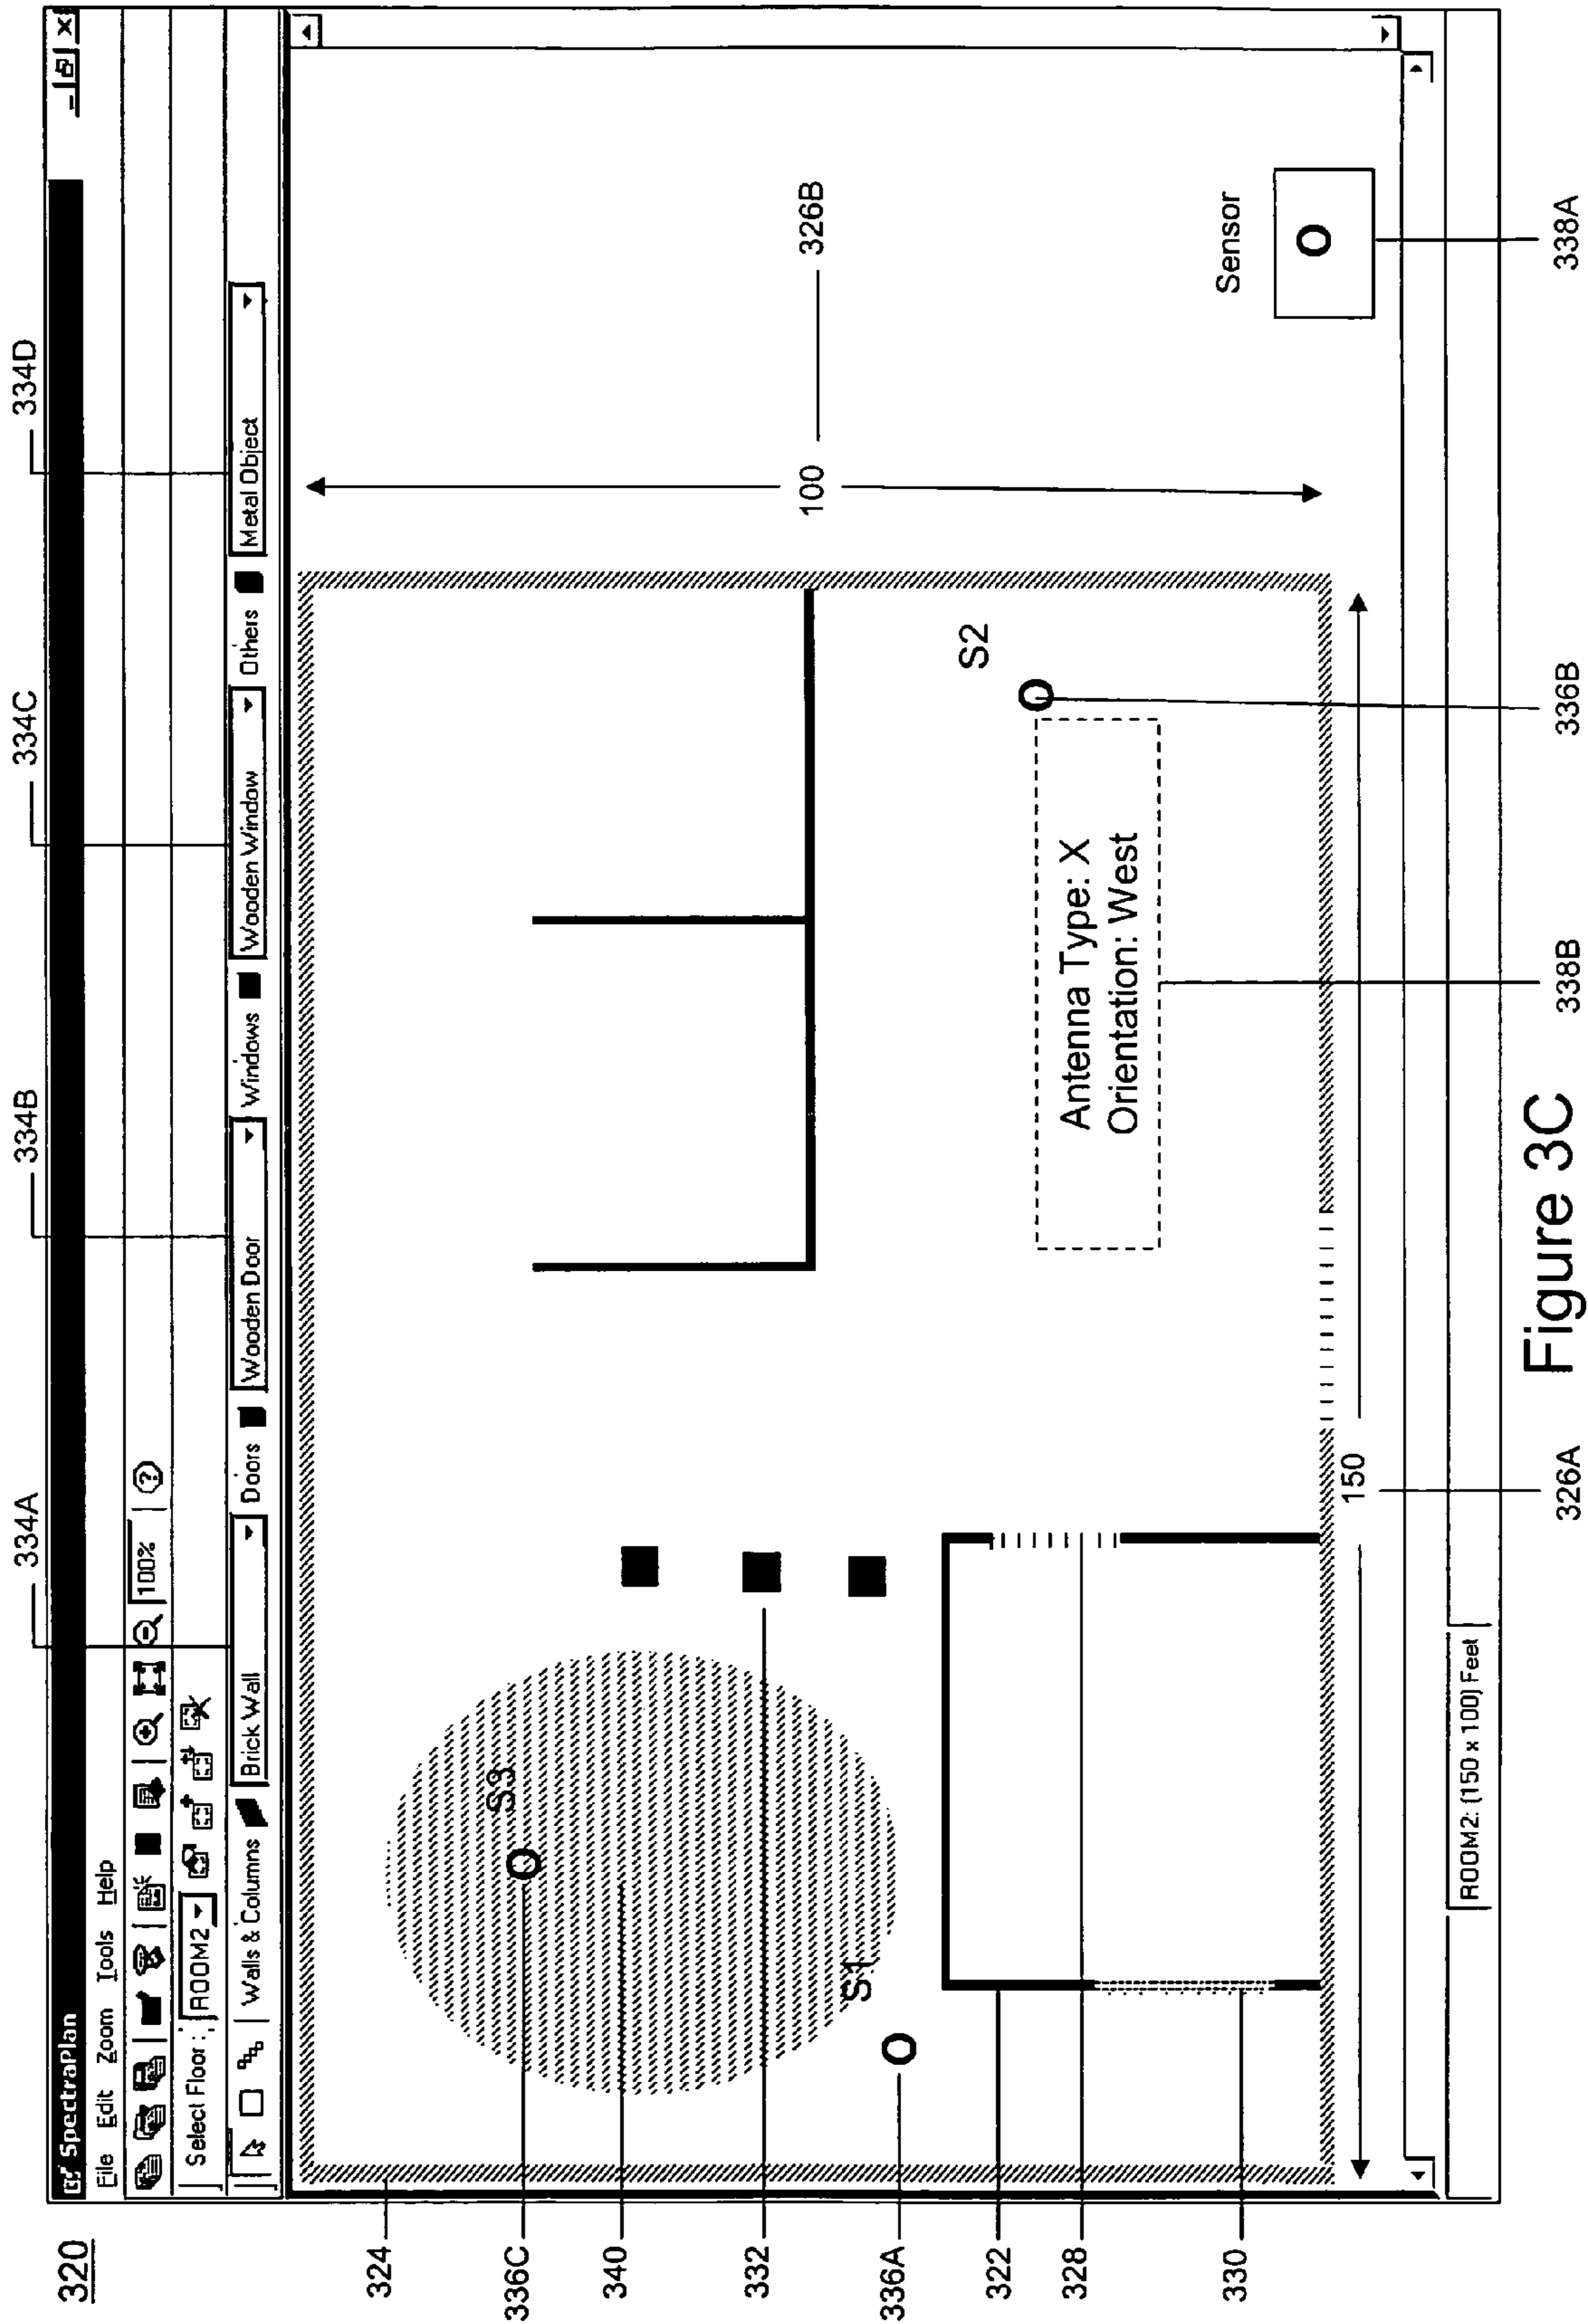 320
334A
334B
334C
334D
SpectraPlan
File Edit Zoom Tools Help
100%
Select Floor : ROOM2
Walls & Columns Brick Wall Doors Wooden Door Windows Wooden Window Others Metal Object
324
336C
340
332
336A
322
328
330
S3
S1
S2
100
326B
Antenna Type: X
Orientation: West
Sensor
150
ROOM2: (150 x 100) Feet
326A
338B
336B
338A
Figure 3C